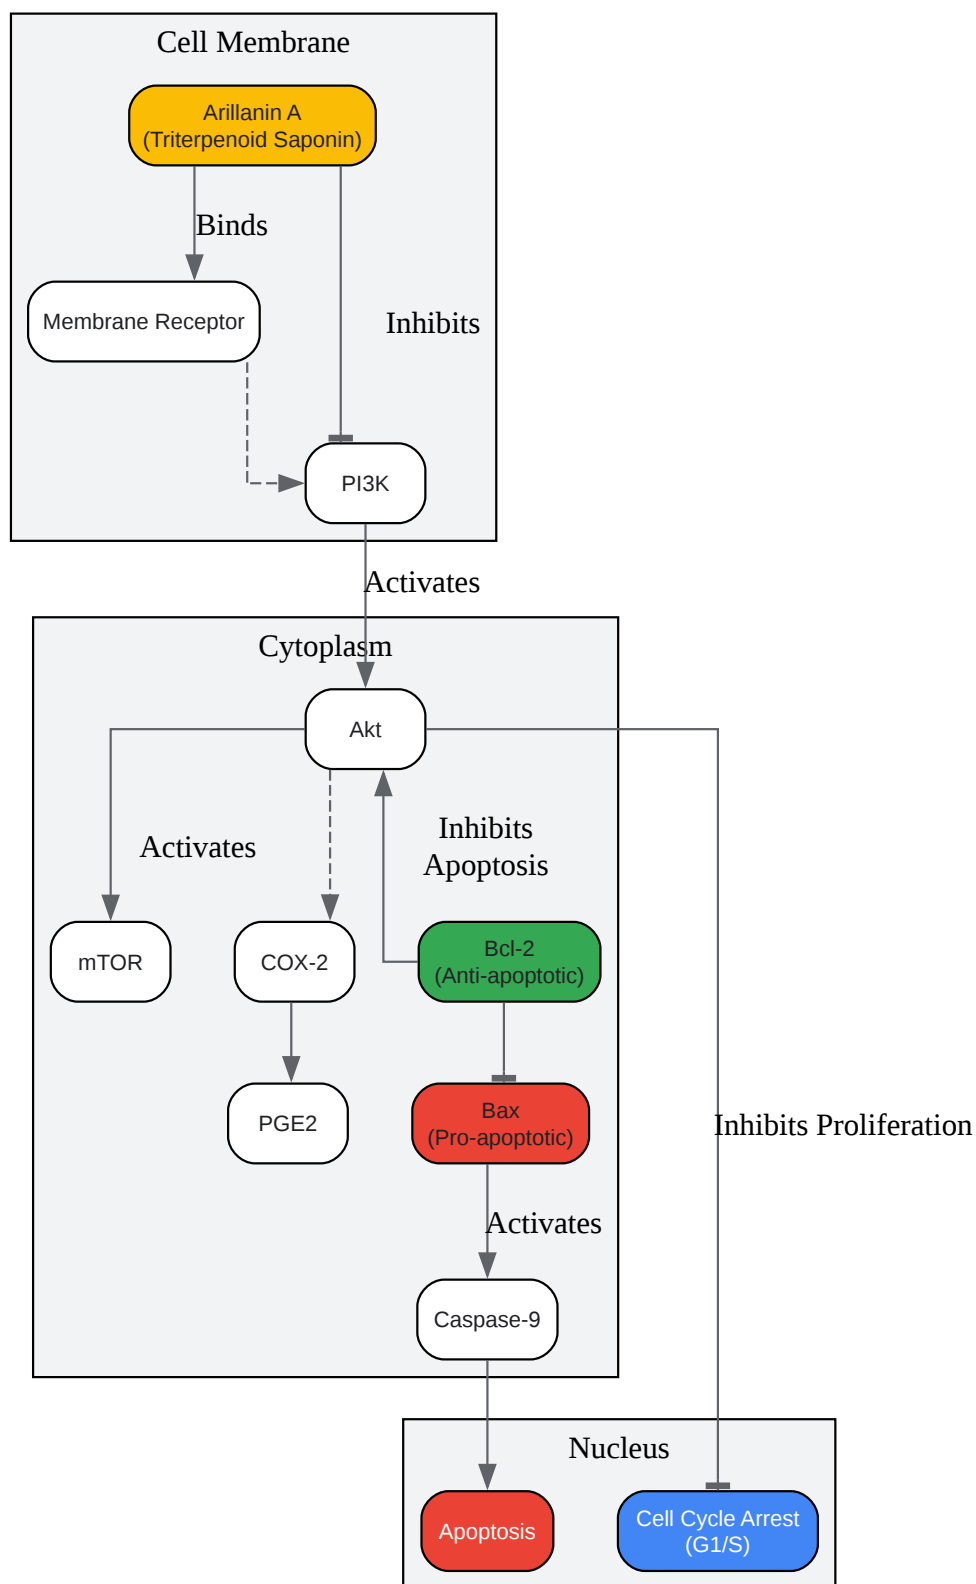 Cell Membrane
Arillanin A
(Triterpenoid Saponin)
Binds
Membrane Receptor
Inhibits
PI3K
Activates
Cytoplasm
Akt
Activates
Inhibits
Apoptosis
mTOR
COX-2
Bcl-2
(Anti-apoptotic)
PGE2
Bax
(Pro-apoptotic)
Inhibits Proliferation
Activates
Caspase-9
Nucleus
Apoptosis
Cell Cycle Arrest
(G1/S)